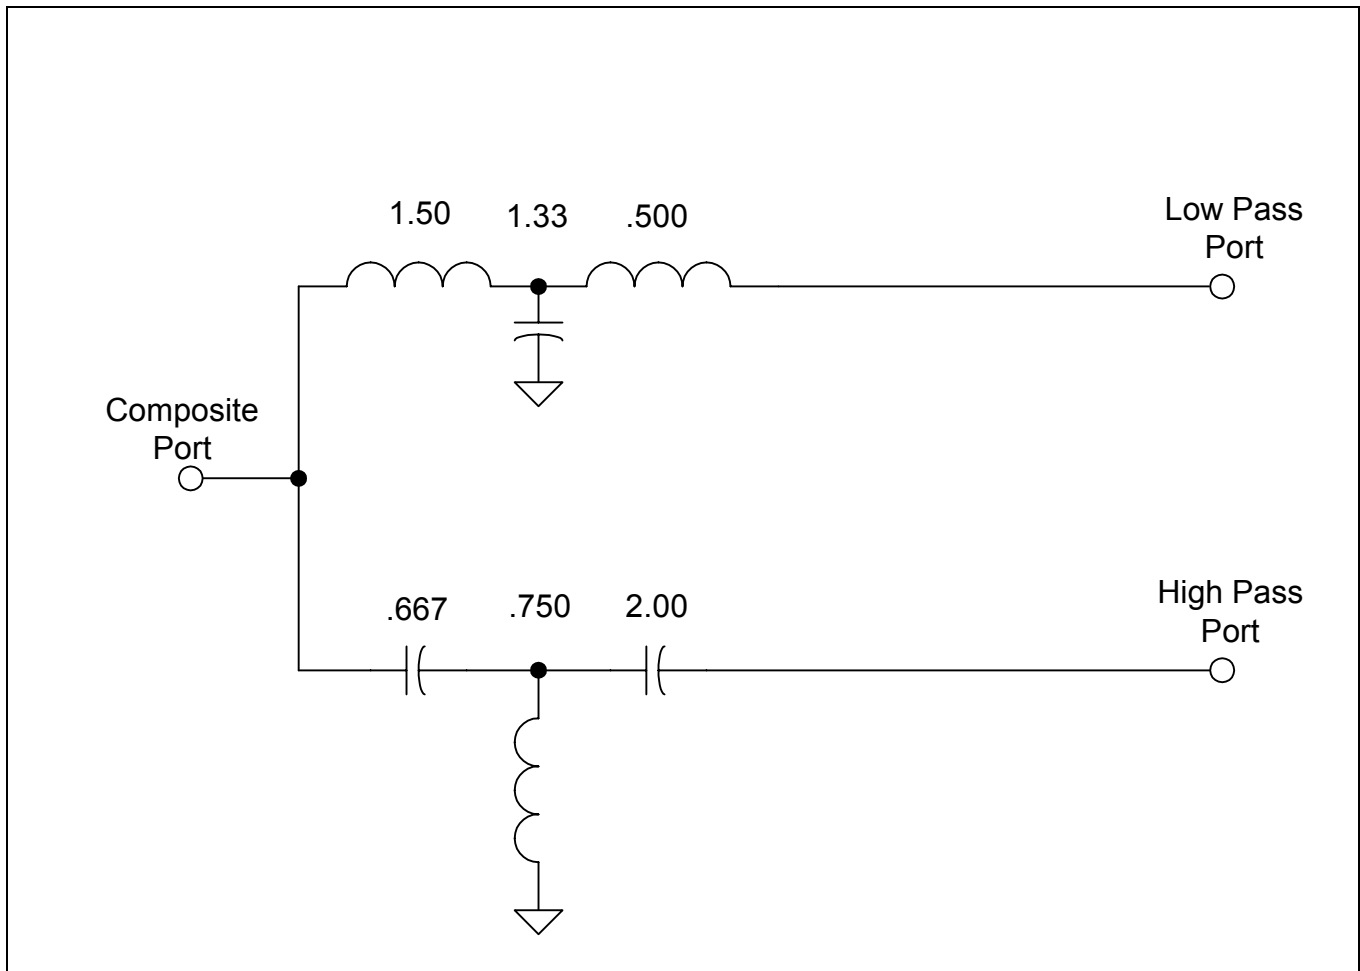 1.50 1.33 .500
Low Pass
Port
Composite
Port
.667 .750 2.00
High Pass
Port